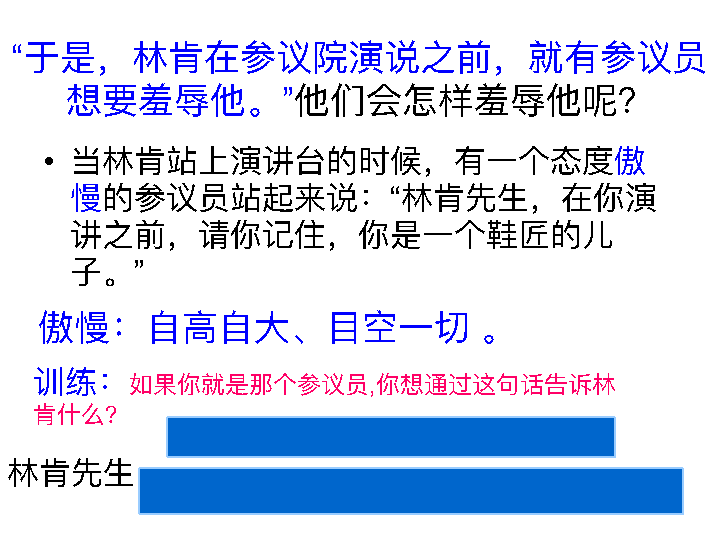 “于是，林肯在参议院演说之前，就有参议员
想要羞辱他。”他们会怎样羞辱他呢？
• 当林肯站上演讲台的时候，有一个态度傲
慢的参议员站起来说：“林肯先生，在你演
讲之前，请你记住，你是一个鞋匠的儿
子。”
傲慢：自高自大、目空一切 。
训练：如果你就是那个参议员,你想通过这句话告诉林
肯什么？
林肯先生